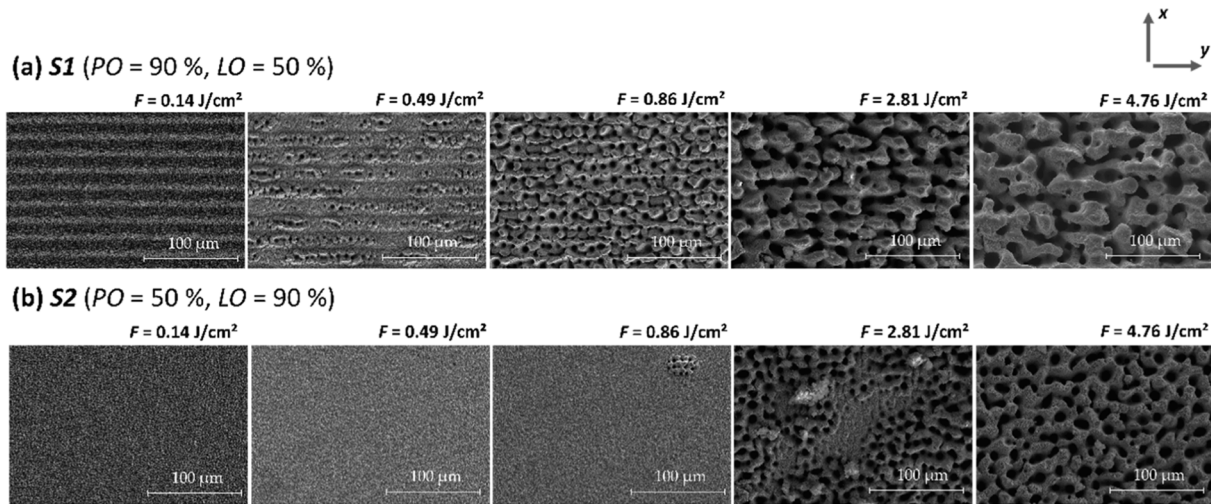 x
y
(a) S1 (PO = 90 %, LO = 50 %)
F = 0.14 J/cm² F = 0.49 J/cm² F = 0.86 J/cm² F = 2.81 J/cm² F = 4.76 J/cm²
100 μm 100 μm 100 μm 100 μm 100 μm
(b) S2 (PO = 50 %, LO = 90 %)
F = 0.14 J/cm² F = 0.49 J/cm² F = 0.86 J/cm² F = 2.81 J/cm² F = 4.76 J/cm²
100 μm 100 μm 100 μm 100 μm 100 μm